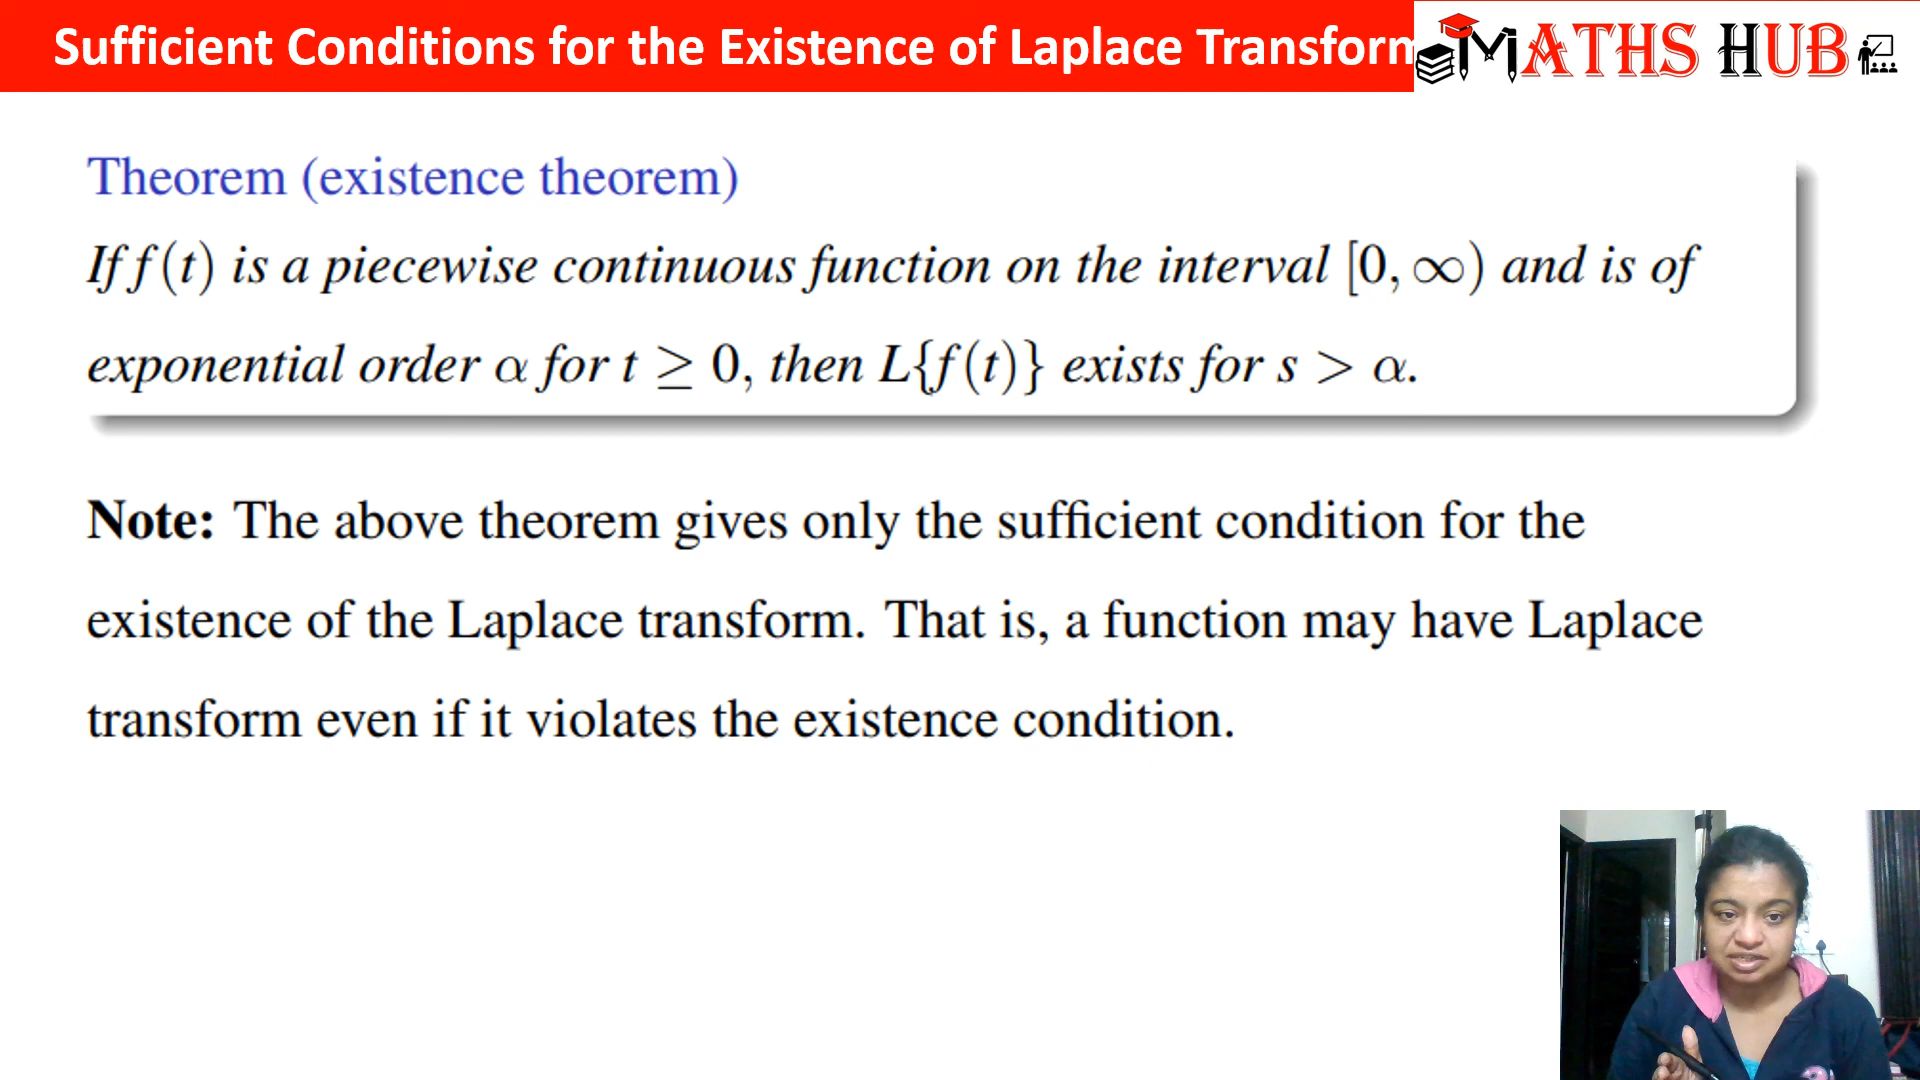 Sufficient Conditions for the Existence of Laplace Transform
MATHS HUB
Theorem (existence theorem)
If f(t) is a piecewise continuous function on the interval [0, ∞) and is of
exponential order α for t ≥ 0, then L{f(t)} exists for s > α.
Note: The above theorem gives only the sufficient condition for the
existence of the Laplace transform. That is, a function may have Laplace
transform even if it violates the existence condition.